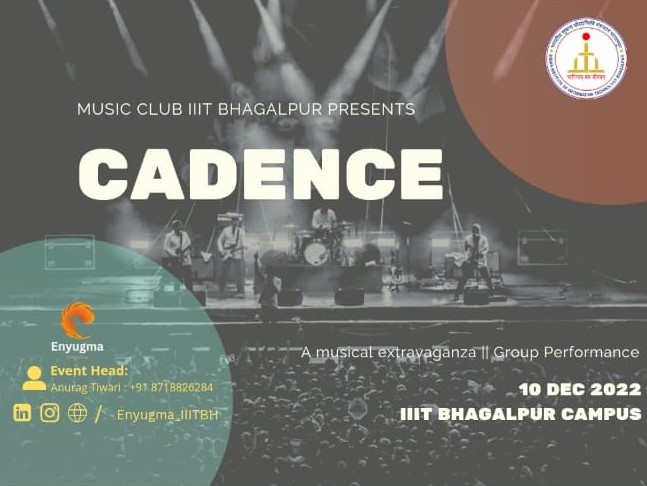 MUSIC CLUB IIIT BHAGALPUR PRESENTS
CADENCE
A musical extravaganza || Group Performance
10 DEC 2022
IIIT BHAGALPUR CAMPUS
Enyugma
Event Head:
Anurag Tiwari : +91 8718826284
/ Enyugma_IIITBH